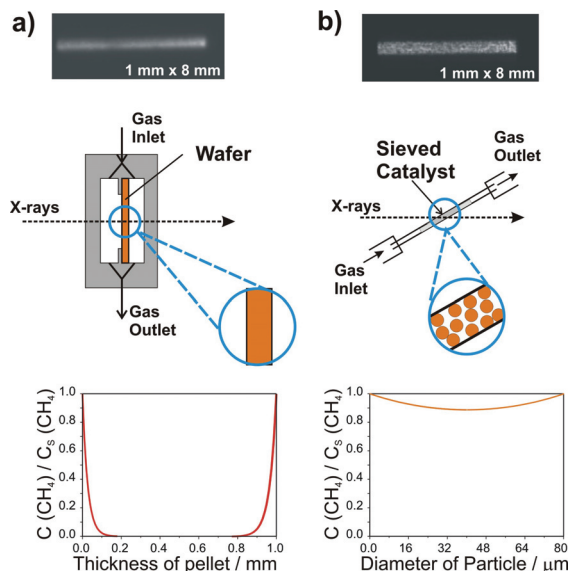 a)
1 mm x 8 mm
Gas
Inlet
Wafer
X-rays
Gas
Outlet
C (CH₄) / Cₛ (CH₄)
1.0
0.8
0.6
0.4
0.2
0.0
0.0 0.2 0.4 0.6 0.8 1.0
Thickness of pellet / mm
b)
1 mm x 8 mm
Gas
Outlet
Sieved
Catalyst
X-rays
Gas
Inlet
C (CH₄) / Cₛ (CH₄)
1.0
0.8
0.6
0.4
0.2
0.0
0 16 32 48 64 80
Diameter of Particle / μm